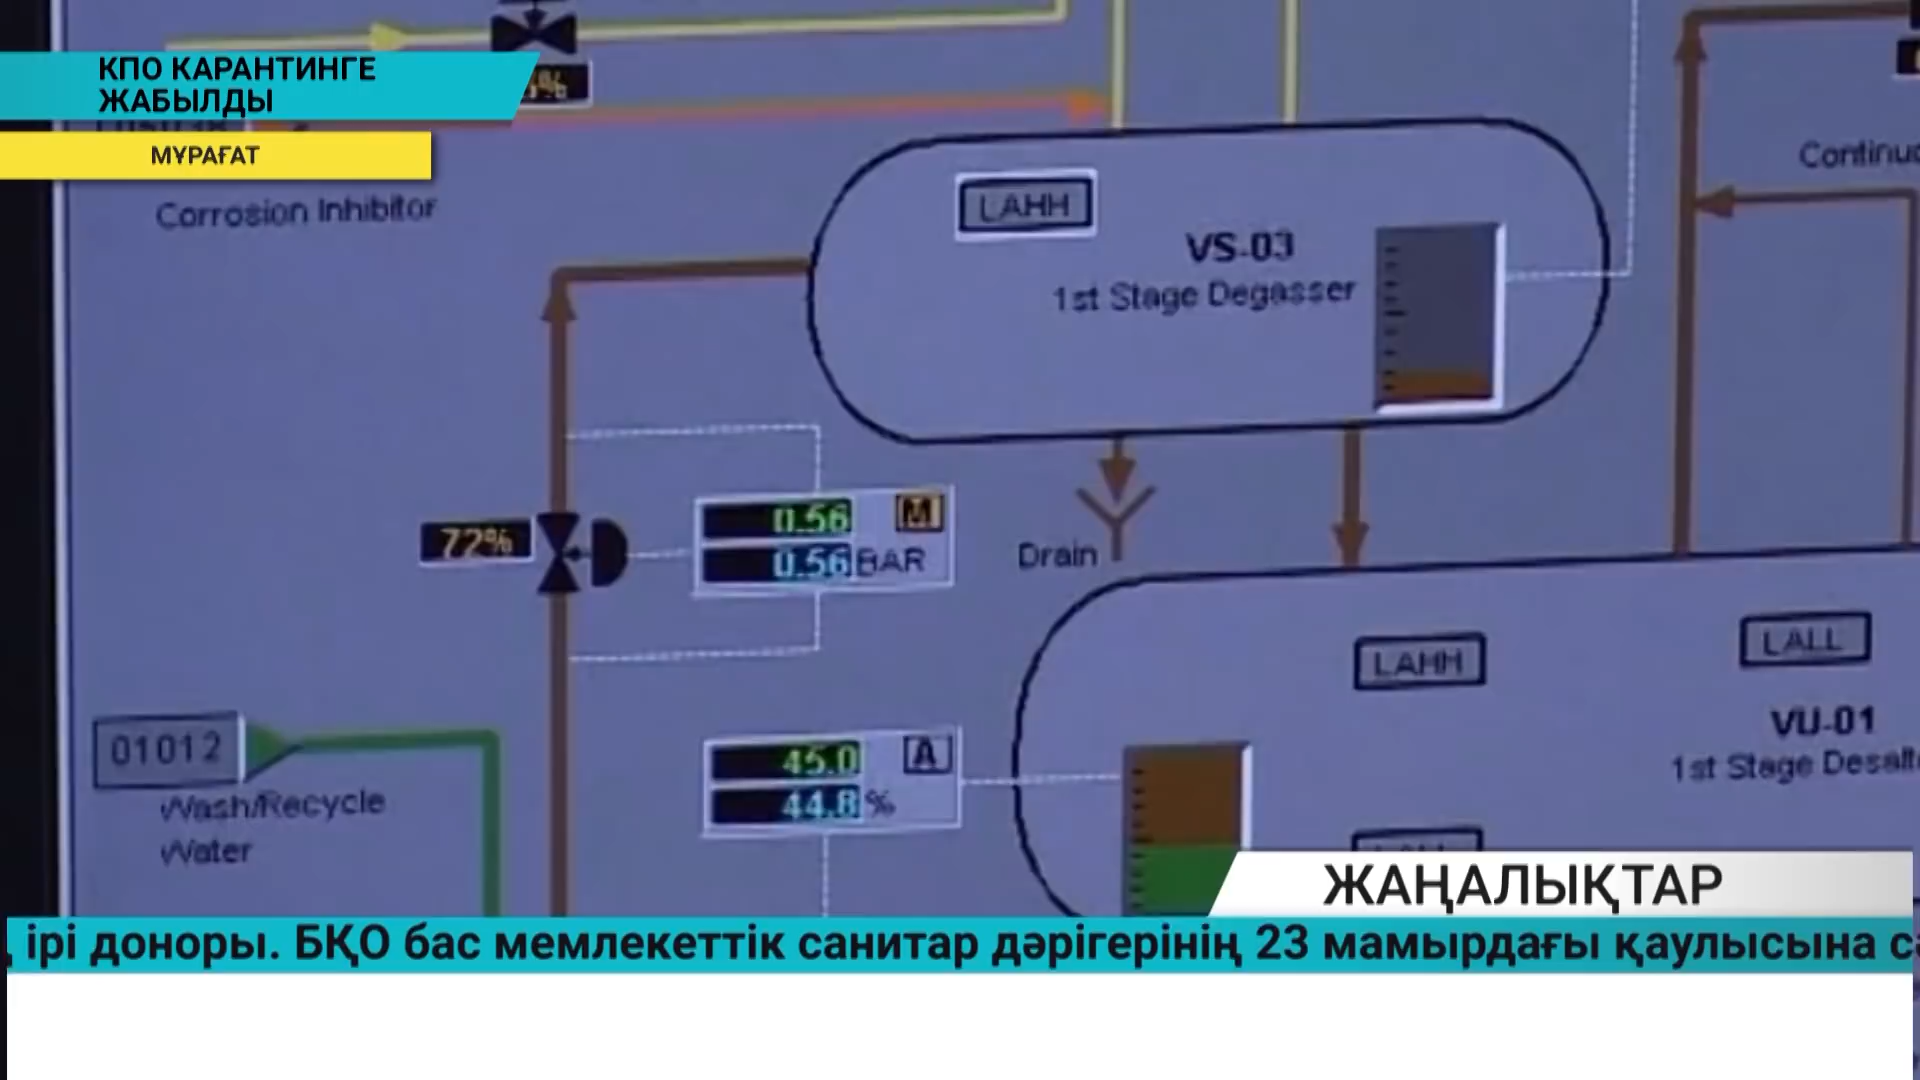 КПО КАРАНТИНГЕ
ЖАБЫЛДЫ
МҰРАҒАТ
Corrosion Inhibitor
LAHH
VS-03
1st Stage Degasser
72%
0.56
M
0.56 BAR
Drain
LAHH
LALL
VU-01
1st Stage
01012
Wash/Recycle
Water
45.0
A
44.8 %
ЖАҢАЛЫҚТАР
ірі доноры. БҚО бас мемлекеттік санитар дәрігерінің 23 мамырдағы қаулысына